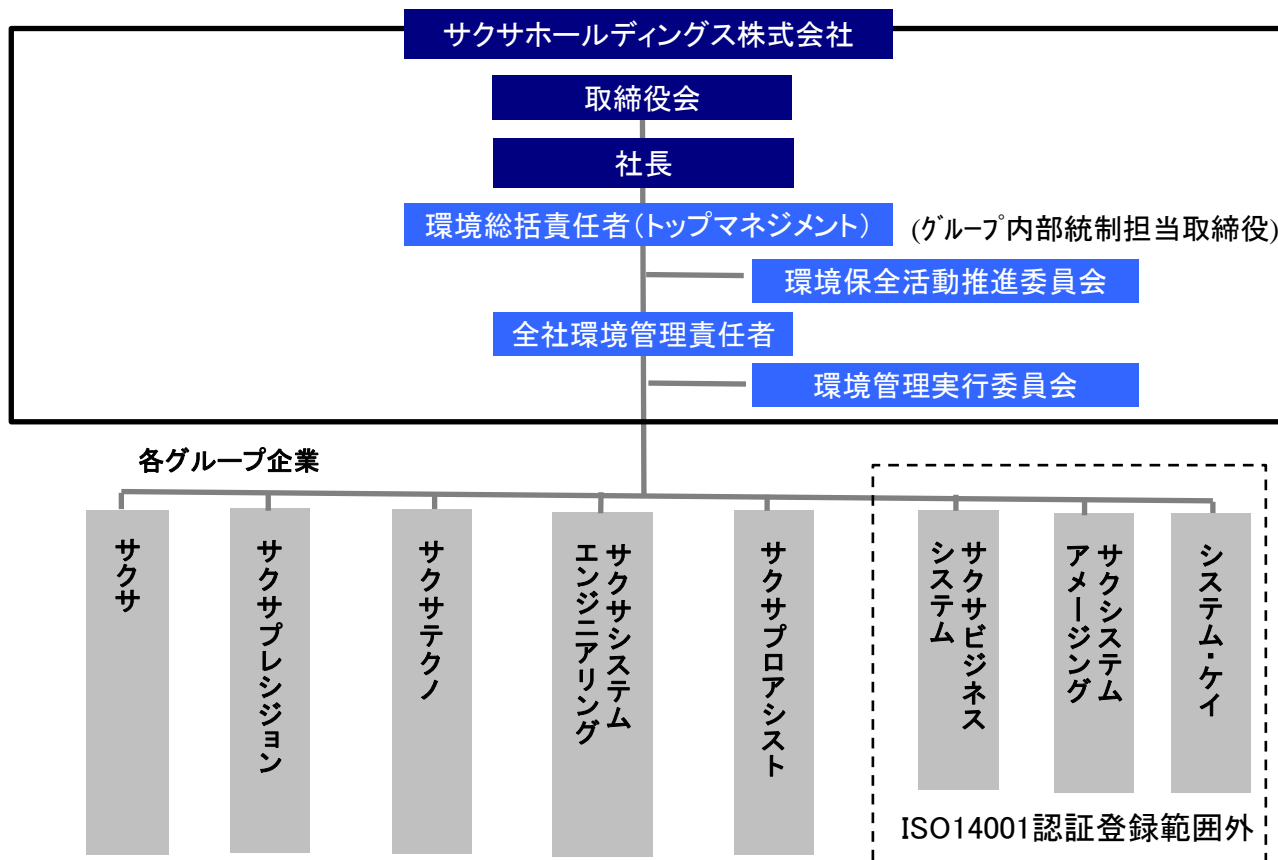 サクサホールディングス株式会社
取締役会
社長
環境総括責任者(トップマネジメント)
(グループ内部統制担当取締役)
環境保全活動推進委員会
全社環境管理責任者
環境管理実行委員会
各グループ企業
サクサ
サクサプレシジョン
サクサテクノ
サクサシステム
エンジニアリング
サクサプロアシスト
サクサビジネス
システム
サクシステム
アメージング
システム・ケイ
ISO14001認証登録範囲外